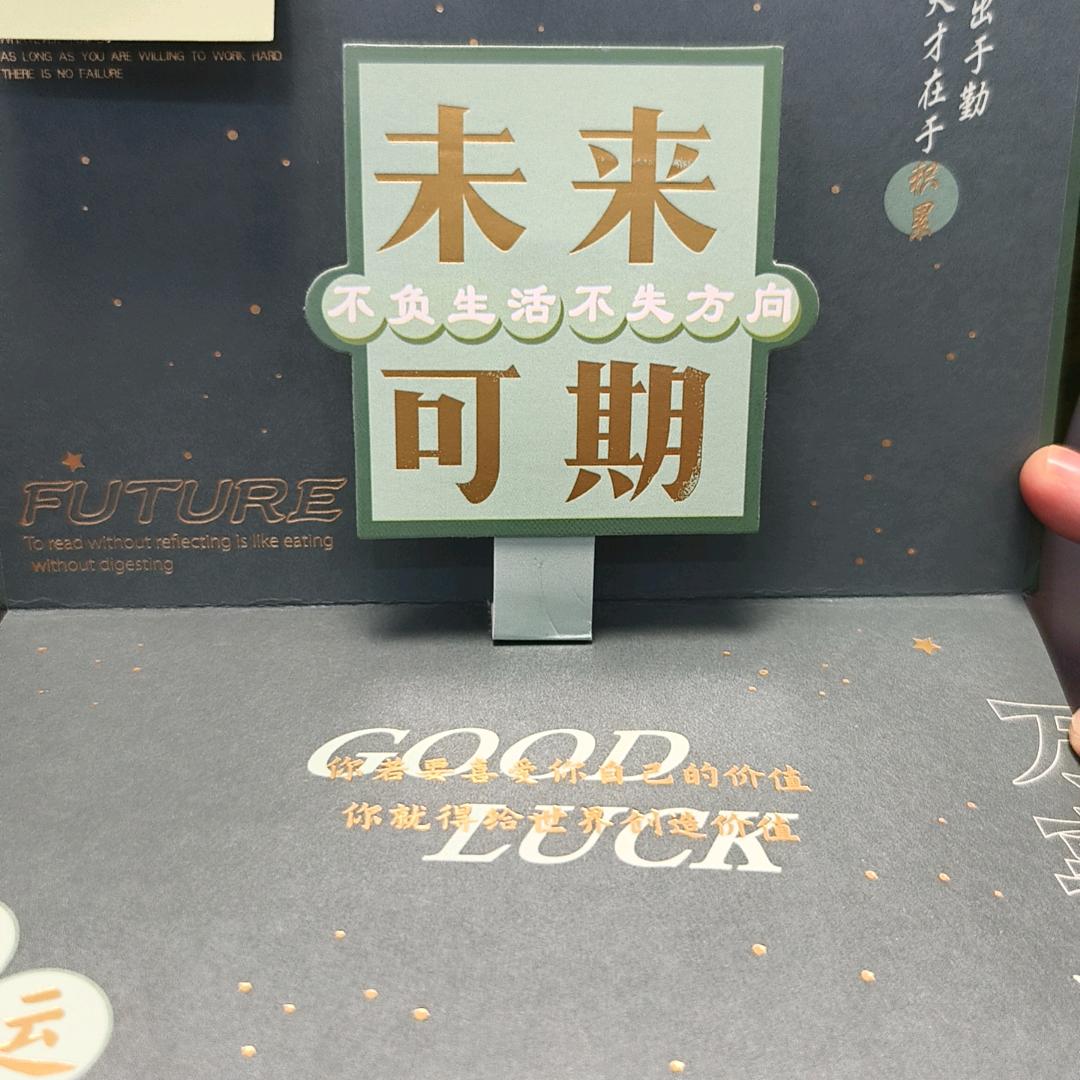 AS LONG AS YOU ARE WILLING TO WORK HARD
THERE IS NO FAILURE
出于勤
才在于
积累
未来
不负生活不失方向
可期
FUTURE
To read without reflecting is like eating
without digesting
GOOD
你若要喜爱你自己的价值
LUCK
你就得给世界创造价值
万
运